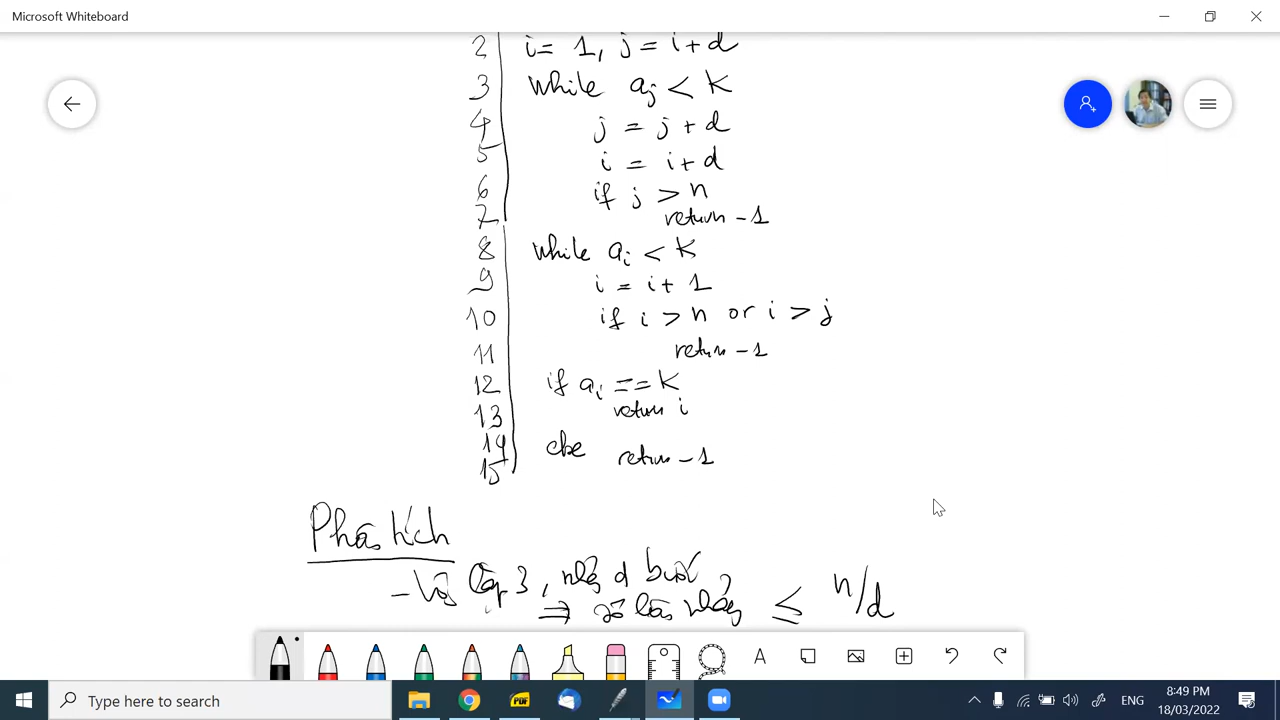 Microsoft Whiteboard
2 i = 1, j = i + d
3 while aj < K
4 j = j + d
5 i = i + d
6 if j > n
7 return -1
8 while ai < K
9 i = i + 1
10 if i > n or i > j
11 return -1
12 if ai == K
13 return i
14 else return -1
15
Phân tích
- Vòng lặp 3, nhảy d bước
⇒ số lần nhảy ≤ n/d
A
Type here to search
PDF
ENG
8:49 PM
18/03/2022